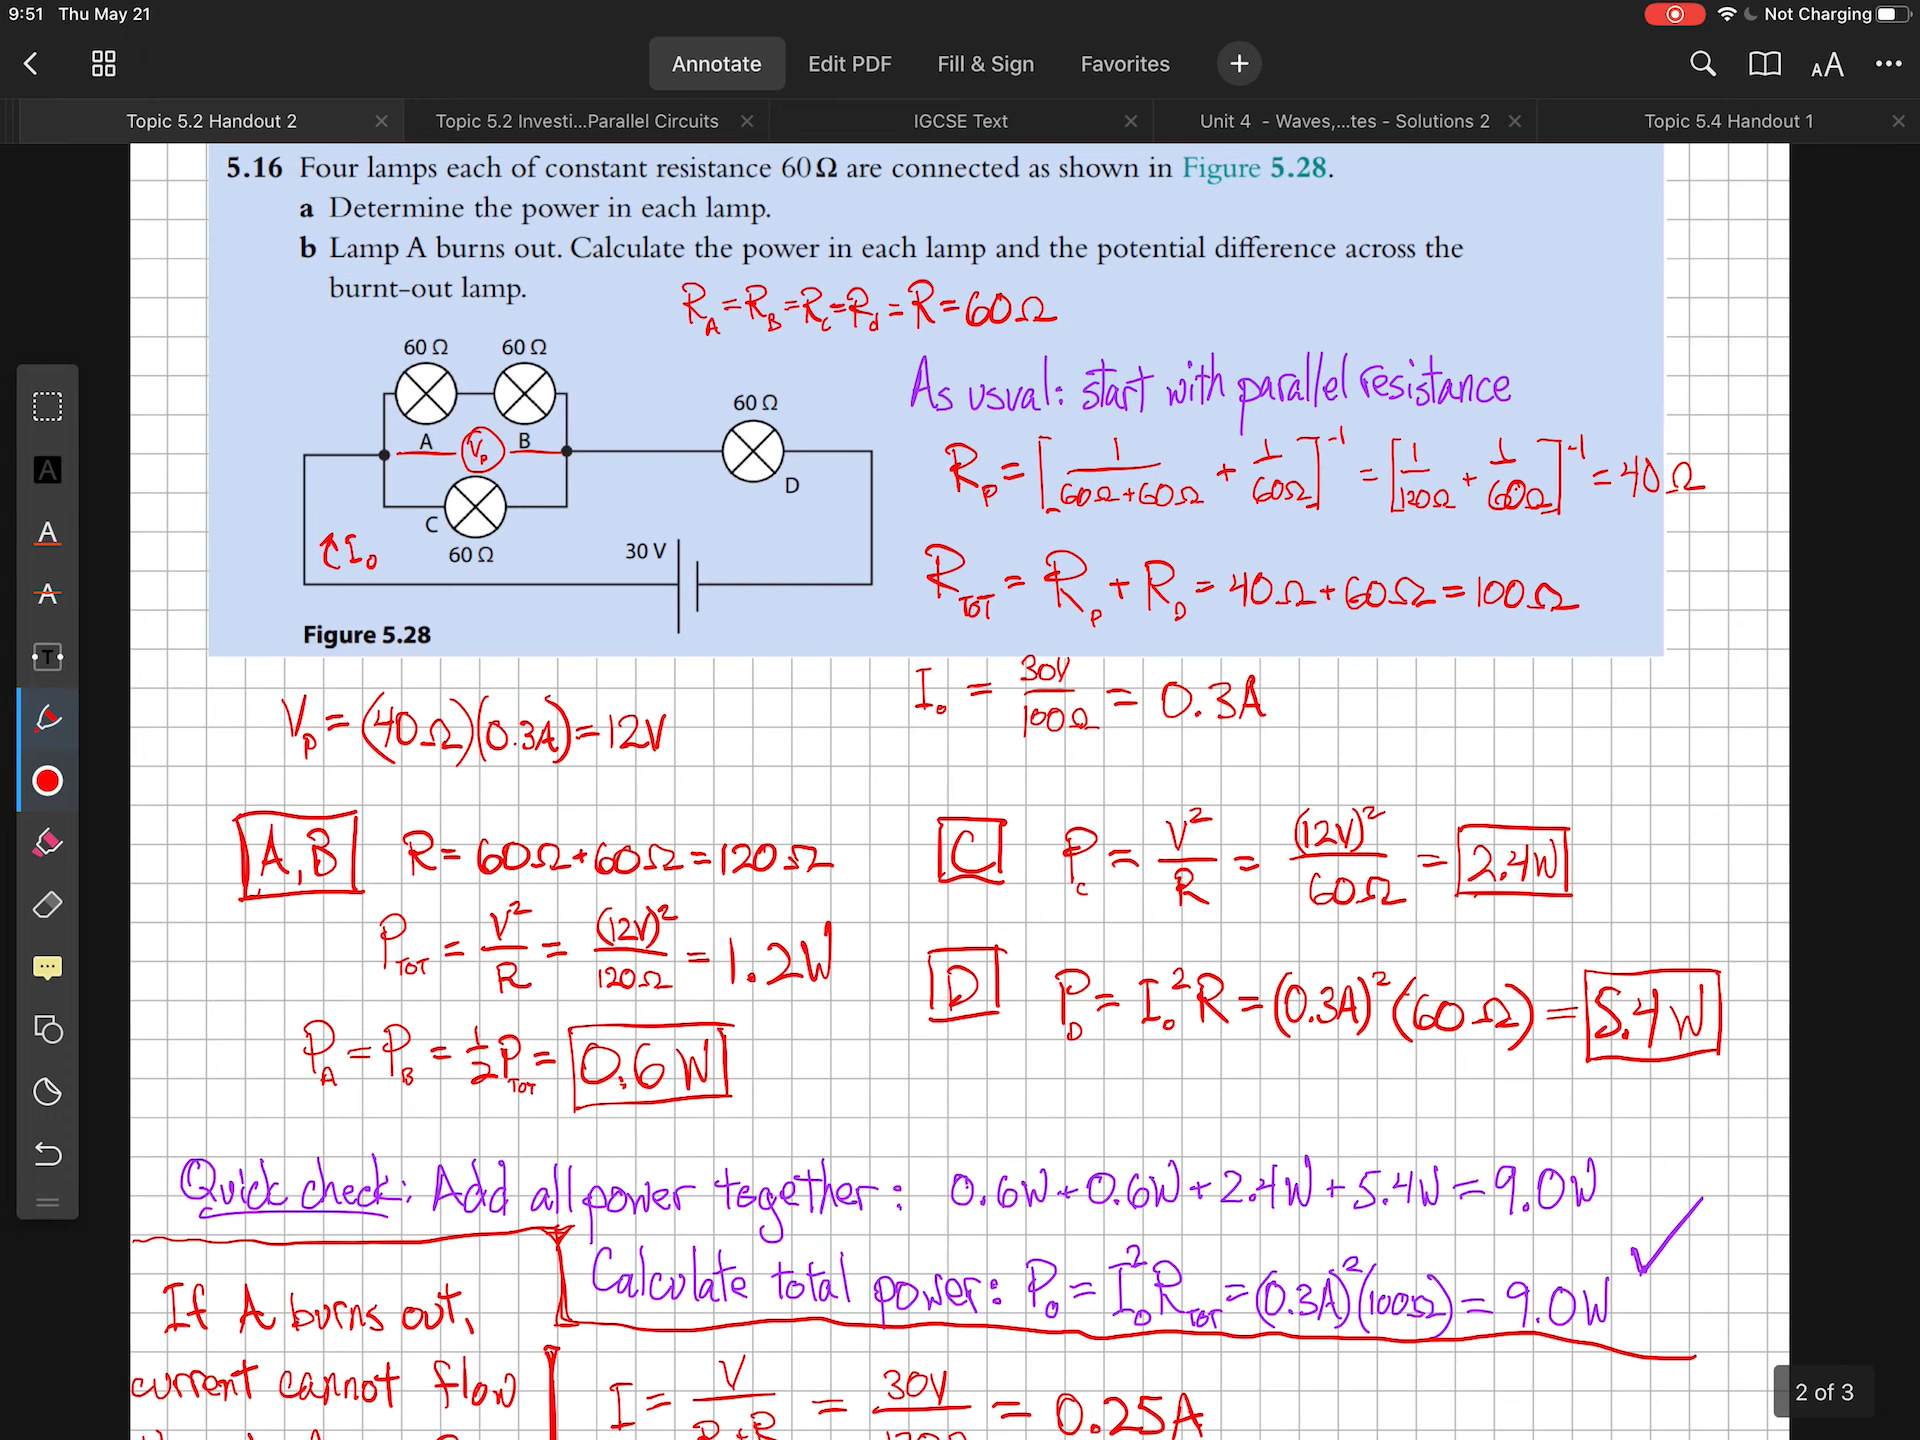 9:51 Thu May 21
Not Charging
Annotate Edit PDF Fill & Sign Favorites +
AA
Topic 5.2 Handout 2 × Topic 5.2 Investi...Parallel Circuits × IGCSE Text × Unit 4 - Waves,...tes - Solutions 2 × Topic 5.4 Handout 1 ×
5.16 Four lamps each of constant resistance 60 Ω are connected as shown in Figure 5.28.
a Determine the power in each lamp.
b Lamp A burns out. Calculate the power in each lamp and the potential difference across the
burnt-out lamp.
R_A = R_B = R_C = R_d = R = 60Ω
60 Ω 60 Ω
A V_P B
C
60 Ω
60 Ω
D
I₀
30 V
Figure 5.28
As usual: start with parallel resistance
R_P = [1/(60Ω+60Ω) + 1/60Ω]⁻¹ = [1/120Ω + 1/60Ω]⁻¹ = 40Ω
R_TOT = R_P + R_D = 40Ω + 60Ω = 100Ω
I₀ = 30V/100Ω = 0.3A
V_P = (40Ω)(0.3A) = 12V
A,B R = 60Ω + 60Ω = 120Ω
P_TOT = V²/R = (12V)²/120Ω = 1.2W
P_A = P_B = ½P_TOT = 0.6W
C P_C = V²/R = (12V)²/60Ω = 2.4W
D P_D = I₀²R = (0.3A)²(60Ω) = 5.4W
Quick check: Add all power together: 0.6W + 0.6W + 2.4W + 5.4W = 9.0W
Calculate total power: P₀ = I₀²R_TOT = (0.3A)²(100Ω) = 9.0W
✓
If A burns out,
current cannot flow
I = V/R+R = 30V/120Ω = 0.25A
2 of 3